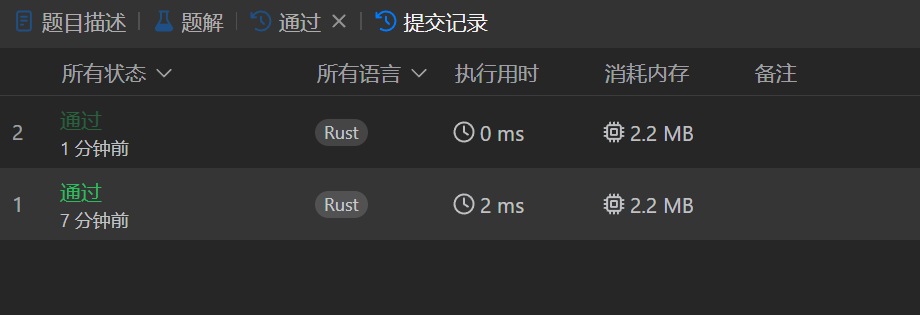 题目描述 题解 通过 提交记录
所有状态 所有语言 执行用时 消耗内存 备注
2 通过 Rust 0 ms 2.2 MB
1 分钟前
1 通过 Rust 2 ms 2.2 MB
7 分钟前